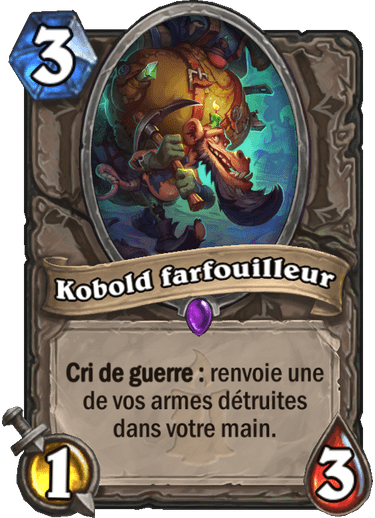 3
Kobold farfouilleur
Cri de guerre : renvoie une
de vos armes détruites
dans votre main.
1
3